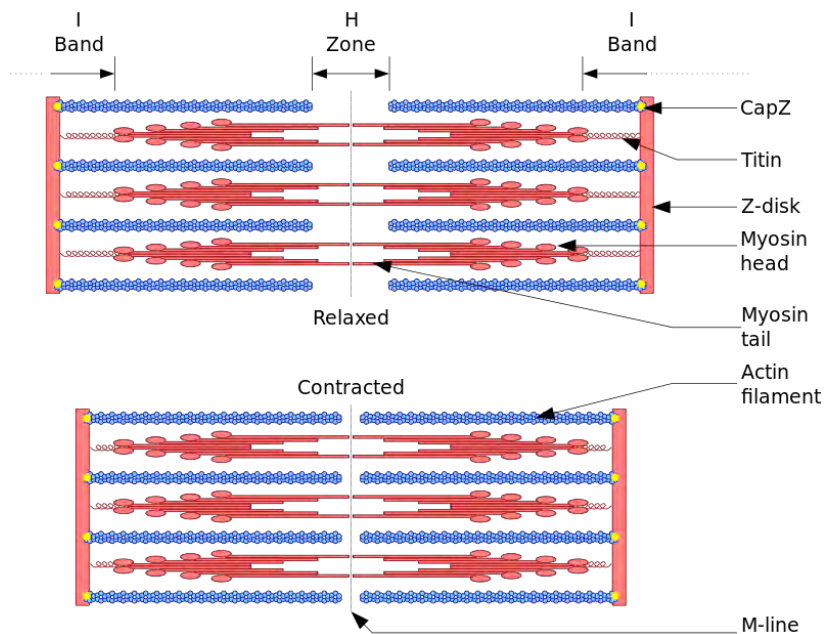 I
Band
H
Zone
I
Band
CapZ
Titin
Z-disk
Myosin
head
Relaxed
Myosin
tail
Contracted
Actin
filament
M-line